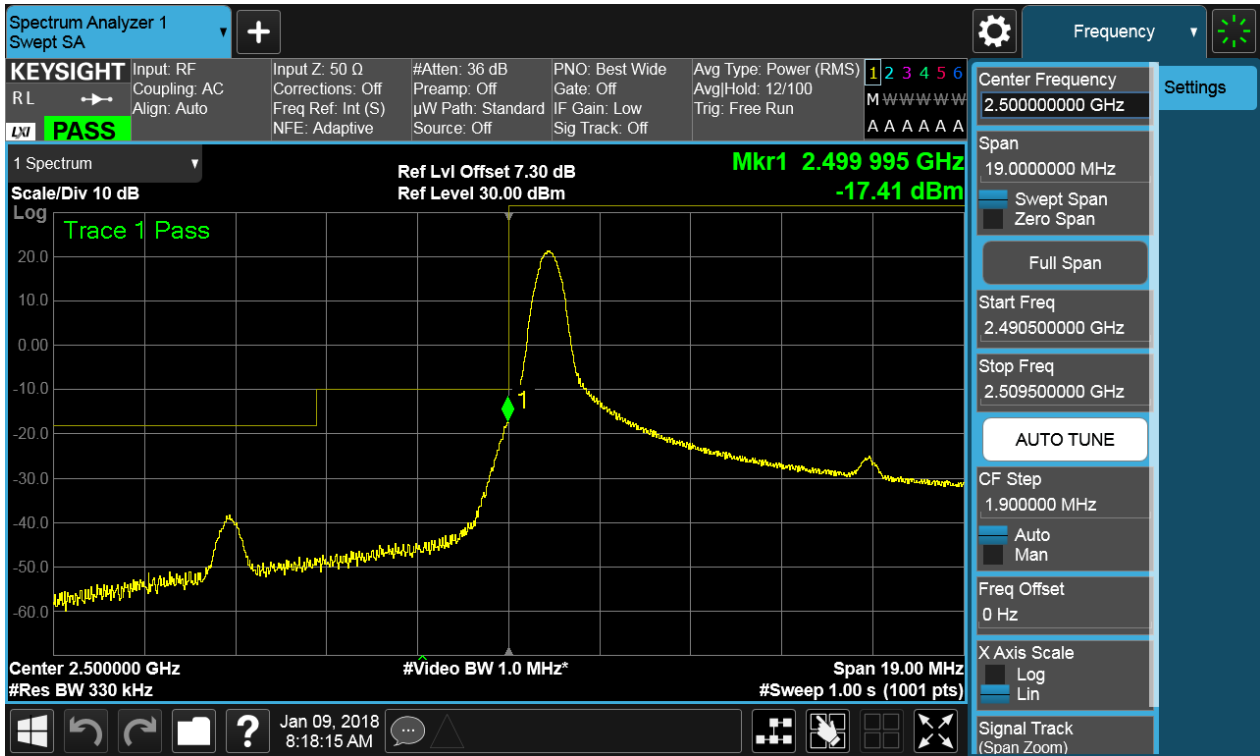 Spectrum Analyzer 1
Swept SA
+
Frequency
KEYSIGHT
R L
LXI
PASS
Input: RF
Coupling: AC
Align: Auto
Input Z: 50 Ω
Corrections: Off
Freq Ref: Int (S)
NFE: Adaptive
#Atten: 36 dB
Preamp: Off
µW Path: Standard
Source: Off
PNO: Best Wide
Gate: Off
IF Gain: Low
Sig Track: Off
Avg Type: Power (RMS)
Avg|Hold: 12/100
Trig: Free Run
1 2 3 4 5 6
M W W W W W
A A A A A A
1 Spectrum
Scale/Div 10 dB
Ref Lvl Offset 7.30 dB
Ref Level 30.00 dBm
Mkr1 2.499 995 GHz
-17.41 dBm
Log
Trace 1 Pass
20.0
10.0
0.00
-10.0
-20.0
-30.0
-40.0
-50.0
-60.0
1
Center 2.500000 GHz
#Res BW 330 kHz
#Video BW 1.0 MHz*
Span 19.00 MHz
#Sweep 1.00 s (1001 pts)
Center Frequency
2.500000000 GHz
Span
19.0000000 MHz
Swept Span
Zero Span
Full Span
Start Freq
2.490500000 GHz
Stop Freq
2.509500000 GHz
AUTO TUNE
CF Step
1.900000 MHz
Auto
Man
Freq Offset
0 Hz
X Axis Scale
Log
Lin
Signal Track
(Span Zoom)
Settings
?
Jan 09, 2018
8:18:15 AM